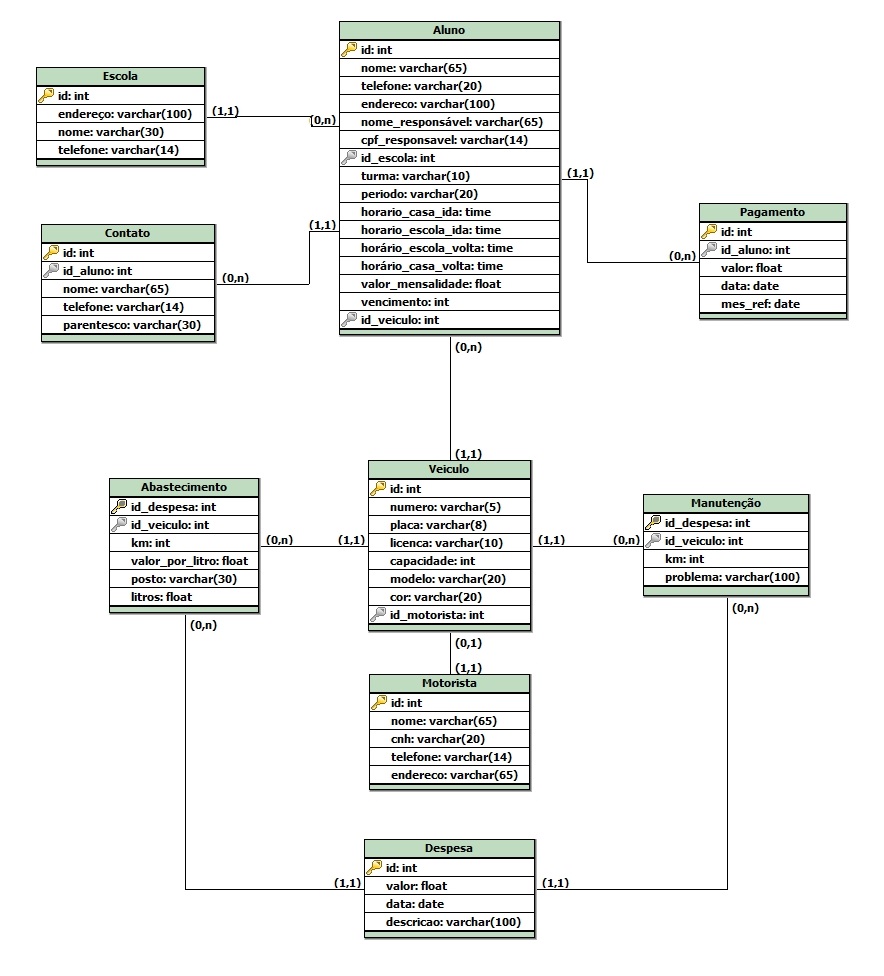 Aluno
id: int
nome: varchar(65)
telefone: varchar(20)
endereco: varchar(100)
nome_responsável: varchar(65)
cpf_responsavel: varchar(14)
id_escola: int
turma: varchar(10)
periodo: varchar(20)
horario_casa_ida: time
horario_escola_ida: time
horário_escola_volta: time
horário_casa_volta: time
valor_mensalidade: float
vencimento: int
id_veiculo: int
Escola
id: int
endereço: varchar(100)
nome: varchar(30)
telefone: varchar(14)
(1,1)
(0,n)
Contato
id: int
id_aluno: int
nome: varchar(65)
telefone: varchar(14)
parentesco: varchar(30)
(1,1)
(0,n)
(1,1)
(0,n)
Pagamento
id: int
id_aluno: int
valor: float
data: date
mes_ref: date
(0,n)
(1,1)
Veiculo
id: int
numero: varchar(5)
placa: varchar(8)
licenca: varchar(10)
capacidade: int
modelo: varchar(20)
cor: varchar(20)
id_motorista: int
Abastecimento
id_despesa: int
id_veiculo: int
km: int
valor_por_litro: float
posto: varchar(30)
litros: float
(0,n)
(1,1)
(1,1)
(0,n)
Manutenção
id_despesa: int
id_veiculo: int
km: int
problema: varchar(100)
(0,n)
(0,n)
(0,1)
(1,1)
Motorista
id: int
nome: varchar(65)
cnh: varchar(20)
telefone: varchar(14)
endereco: varchar(65)
Despesa
id: int
valor: float
data: date
descricao: varchar(100)
(1,1)
(1,1)